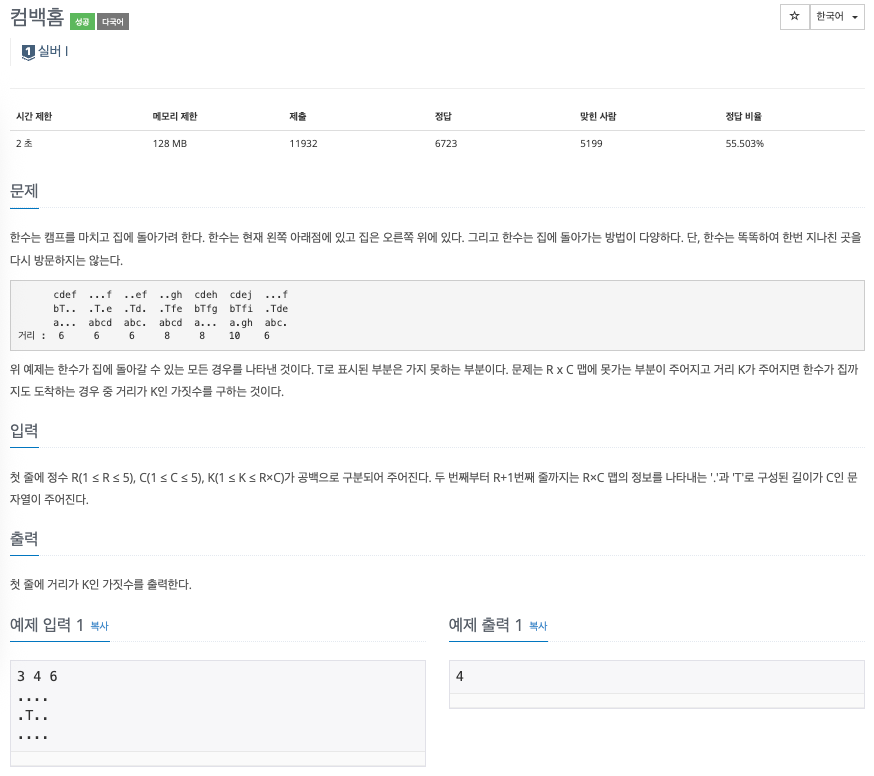 컴백홈 성공 다국어
☆ 한국어
1 실버 I
시간 제한 메모리 제한 제출 정답 맞힌 사람 정답 비율
2 초 128 MB 11932 6723 5199 55.503%
문제
한수는 캠프를 마치고 집에 돌아가려 한다. 한수는 현재 왼쪽 아래점에 있고 집은 오른쪽 위에 있다. 그리고 한수는 집에 돌아가는 방법이 다양하다. 단, 한수는 똑똑하여 한번 지나친 곳을
다시 방문하지는 않는다.
cdef ...f ..ef ..gh cdeh cdej ...f
bT.. .T.e .Td. .Tfe bTfg bTfi .Tde
a... abcd abc. abcd a... a.gh abc.
거리 : 6 6 6 8 8 10 6
위 예제는 한수가 집에 돌아갈 수 있는 모든 경우를 나타낸 것이다. T로 표시된 부분은 가지 못하는 부분이다. 문제는 R x C 맵에 못가는 부분이 주어지고 거리 K가 주어지면 한수가 집까
지도 도착하는 경우 중 거리가 K인 가짓수를 구하는 것이다.
입력
첫 줄에 정수 R(1 ≤ R ≤ 5), C(1 ≤ C ≤ 5), K(1 ≤ K ≤ R×C)가 공백으로 구분되어 주어진다. 두 번째부터 R+1번째 줄까지는 R×C 맵의 정보를 나타내는 '.'과 'T'로 구성된 길이가 C인 문
자열이 주어진다.
출력
첫 줄에 거리가 K인 가짓수를 출력한다.
예제 입력 1 복사
3 4 6
....
.T..
....
예제 출력 1 복사
4